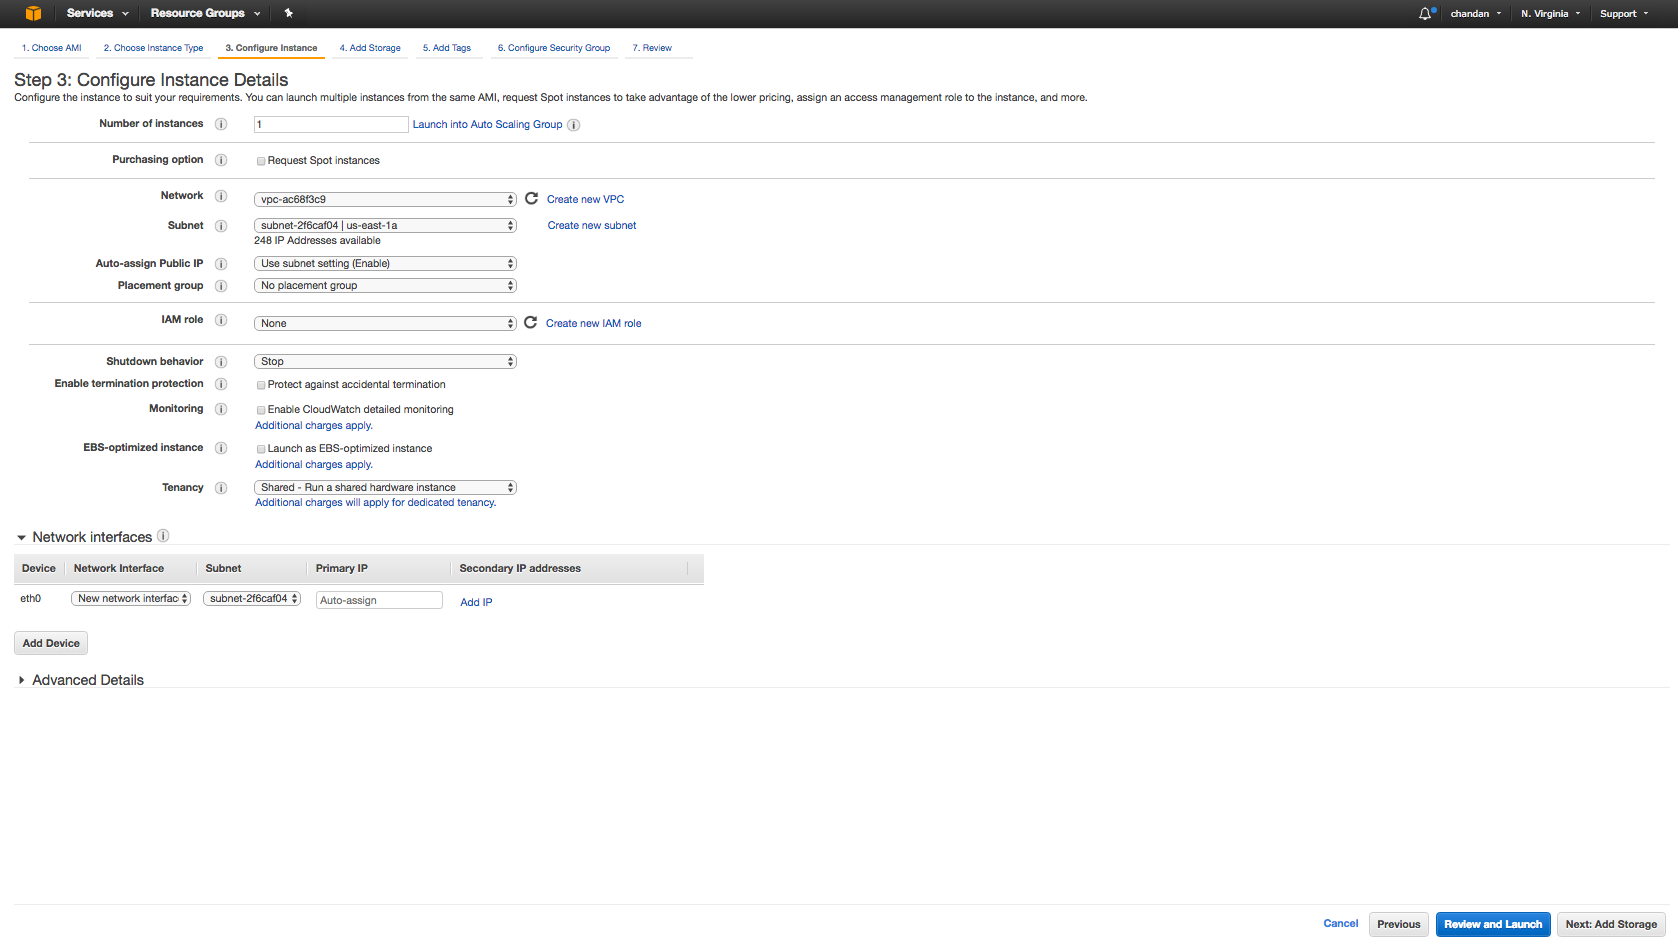 Services Resource Groups chandan N. Virginia Support
1. Choose AMI 2. Choose Instance Type 3. Configure Instance 4. Add Storage 5. Add Tags 6. Configure Security Group 7. Review
Step 3: Configure Instance Details
Configure the instance to suit your requirements. You can launch multiple instances from the same AMI, request Spot instances to take advantage of the lower pricing, assign an access management role to the instance, and more.
Number of instances 1 Launch into Auto Scaling Group
Purchasing option Request Spot instances
Network vpc-ac68f3c9 Create new VPC
Subnet subnet-2f6caf04 | us-east-1a Create new subnet
248 IP Addresses available
Auto-assign Public IP Use subnet setting (Enable)
Placement group No placement group
IAM role None Create new IAM role
Shutdown behavior Stop
Enable termination protection Protect against accidental termination
Monitoring Enable CloudWatch detailed monitoring
Additional charges apply.
EBS-optimized instance Launch as EBS-optimized instance
Additional charges apply.
Tenancy Shared - Run a shared hardware instance
Additional charges will apply for dedicated tenancy.
Network interfaces
Device Network Interface Subnet Primary IP Secondary IP addresses
eth0 New network interfac subnet-2f6caf04 Auto-assign Add IP
Add Device
Advanced Details
Cancel Previous Review and Launch Next: Add Storage